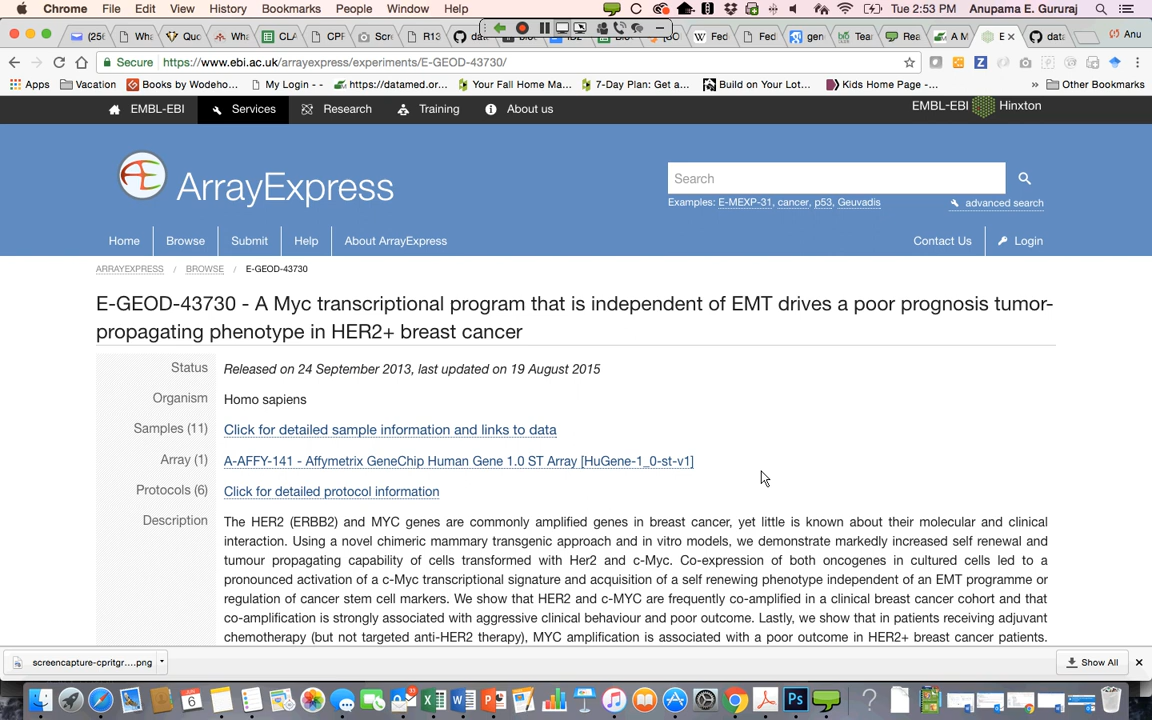 Chrome File Edit View History Bookmarks People Window Help Tue 2:53 PM Anupama E. Gururaj
(256 Wha Que Wha CLA CPF Scr R13 Wi Fed gen Tea Rea A M E data Anu
Secure https://www.ebi.ac.uk/arrayexpress/experiments/E-GEOD-43730/
Apps Vacation Books by Wodeho... My Login - - https://datamed.or... Your Fall Home Ma... 7-Day Plan: Get a... Build on Your Lot... Kids Home Page -... » Other Bookmarks
EMBL-EBI Services Research Training About us EMBL-EBI Hinxton
ArrayExpress
Search
Examples: E-MEXP-31, cancer, p53, Geuvadis advanced search
Home Browse Submit Help About ArrayExpress Contact Us Login
ARRAYEXPRESS / BROWSE / E-GEOD-43730
E-GEOD-43730 - A Myc transcriptional program that is independent of EMT drives a poor prognosis tumor-
propagating phenotype in HER2+ breast cancer
Status Released on 24 September 2013, last updated on 19 August 2015
Organism Homo sapiens
Samples (11) Click for detailed sample information and links to data
Array (1) A-AFFY-141 - Affymetrix GeneChip Human Gene 1.0 ST Array [HuGene-1_0-st-v1]
Protocols (6) Click for detailed protocol information
Description The HER2 (ERBB2) and MYC genes are commonly amplified genes in breast cancer, yet little is known about their molecular and clinical
interaction. Using a novel chimeric mammary transgenic approach and in vitro models, we demonstrate markedly increased self renewal and
tumour propagating capability of cells transformed with Her2 and c-Myc. Co-expression of both oncogenes in cultured cells led to a
pronounced activation of a c-Myc transcriptional signature and acquisition of a self renewing phenotype independent of an EMT programme or
regulation of cancer stem cell markers. We show that HER2 and c-MYC are frequently co-amplified in a clinical breast cancer cohort and that
co-amplification is strongly associated with aggressive clinical behaviour and poor outcome. Lastly, we show that in patients receiving adjuvant
chemotherapy (but not targeted anti-HER2 therapy), MYC amplification is associated with a poor outcome in HER2+ breast cancer patients.
screencapture-cpritgr....png Show All